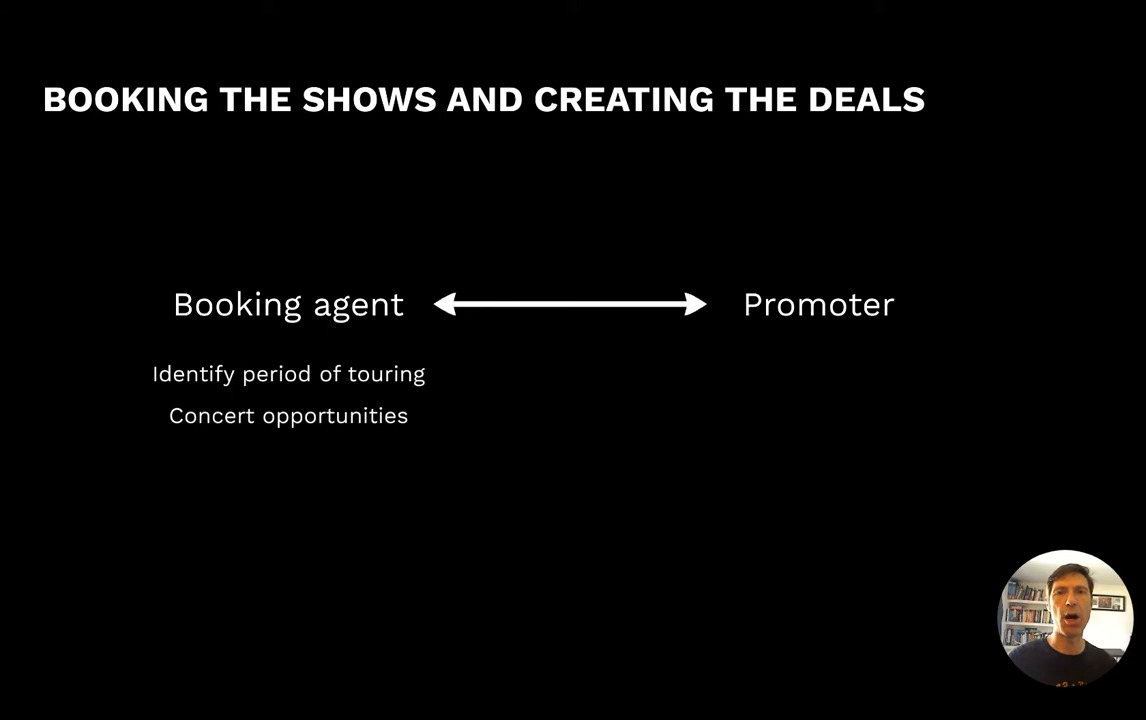 BOOKING THE SHOWS AND CREATING THE DEALS
Booking agent
Promoter
Identify period of touring
Concert opportunities